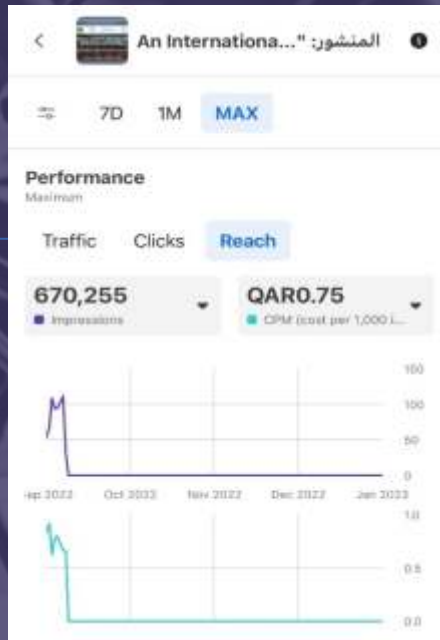 المنشور: "An Internationa...
7D 1M MAX
Performance
Maximum
Traffic Clicks Reach
670,255 QAR0.75
Impressions CPM (cost per 1,000 i...
150
100
50
0
Sep 2022 Oct 2022 Nov 2022 Dec 2022 Jan 2023
1.0
0.5
0.0